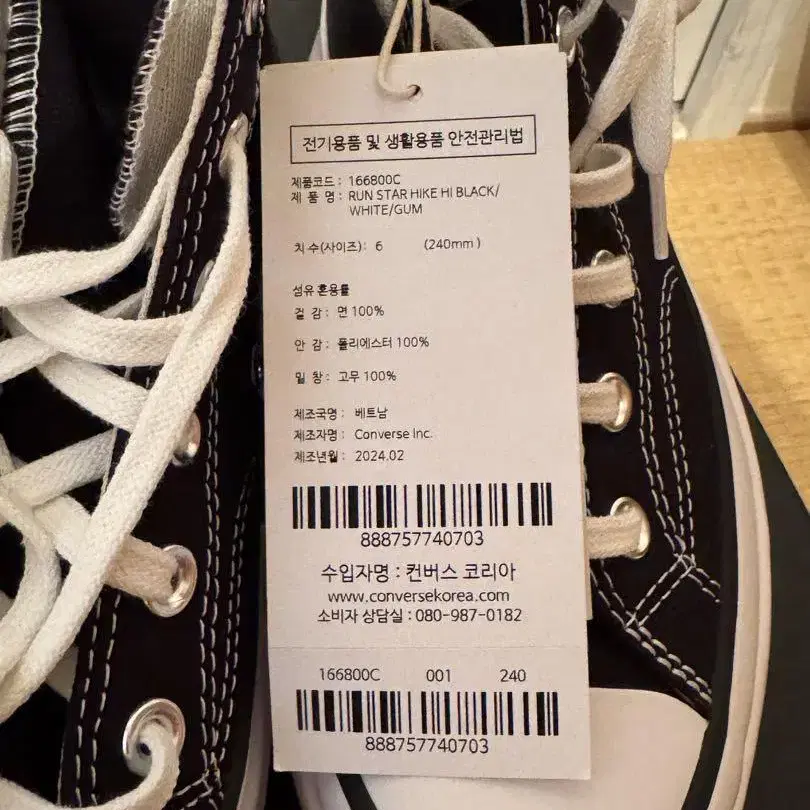 전기용품 및 생활용품 안전관리법
제품코드 : 166800C
제 품 명 : RUN STAR HIKE HI BLACK/
WHITE/GUM
치 수(사이즈) : 6 (240mm )
섬유 혼용률
겉 감 : 면 100%
안 감 : 폴리에스터 100%
밑 창 : 고무 100%
제조국명 : 베트남
제조자명 : Converse Inc.
제조년월 : 2024.02
888757740703
수입자명 : 컨버스 코리아
www.conversekorea.com
소비자 상담실 : 080-987-0182
166800C 001 240
888757740703